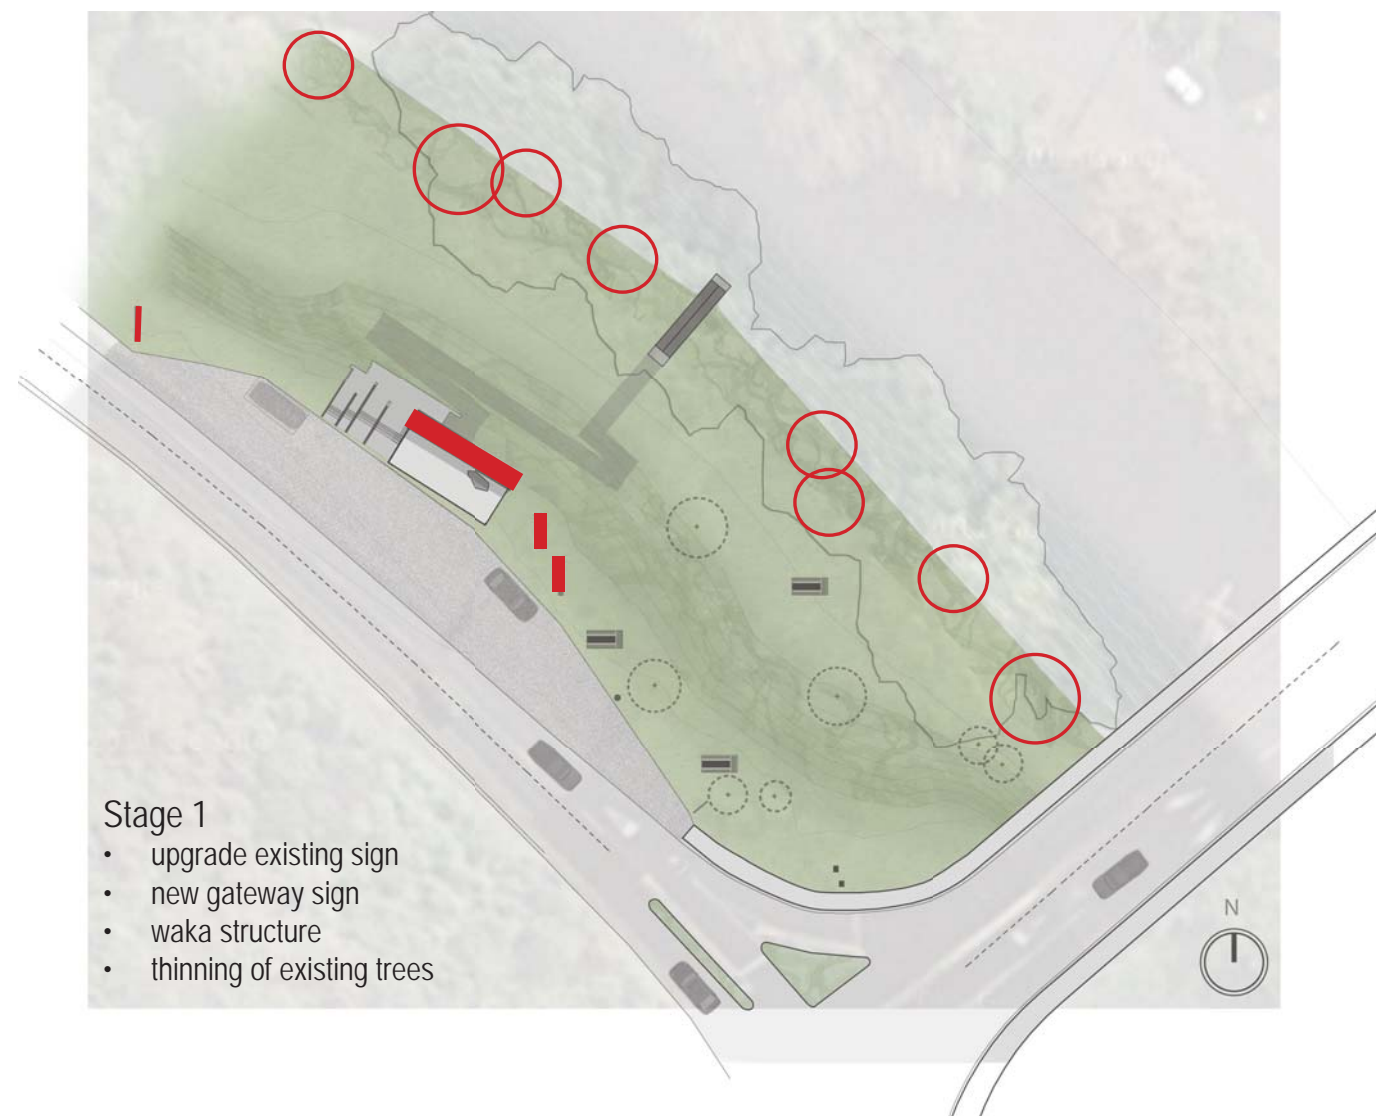 Stage 1
• upgrade existing sign
• new gateway sign
• waka structure
• thinning of existing trees
N